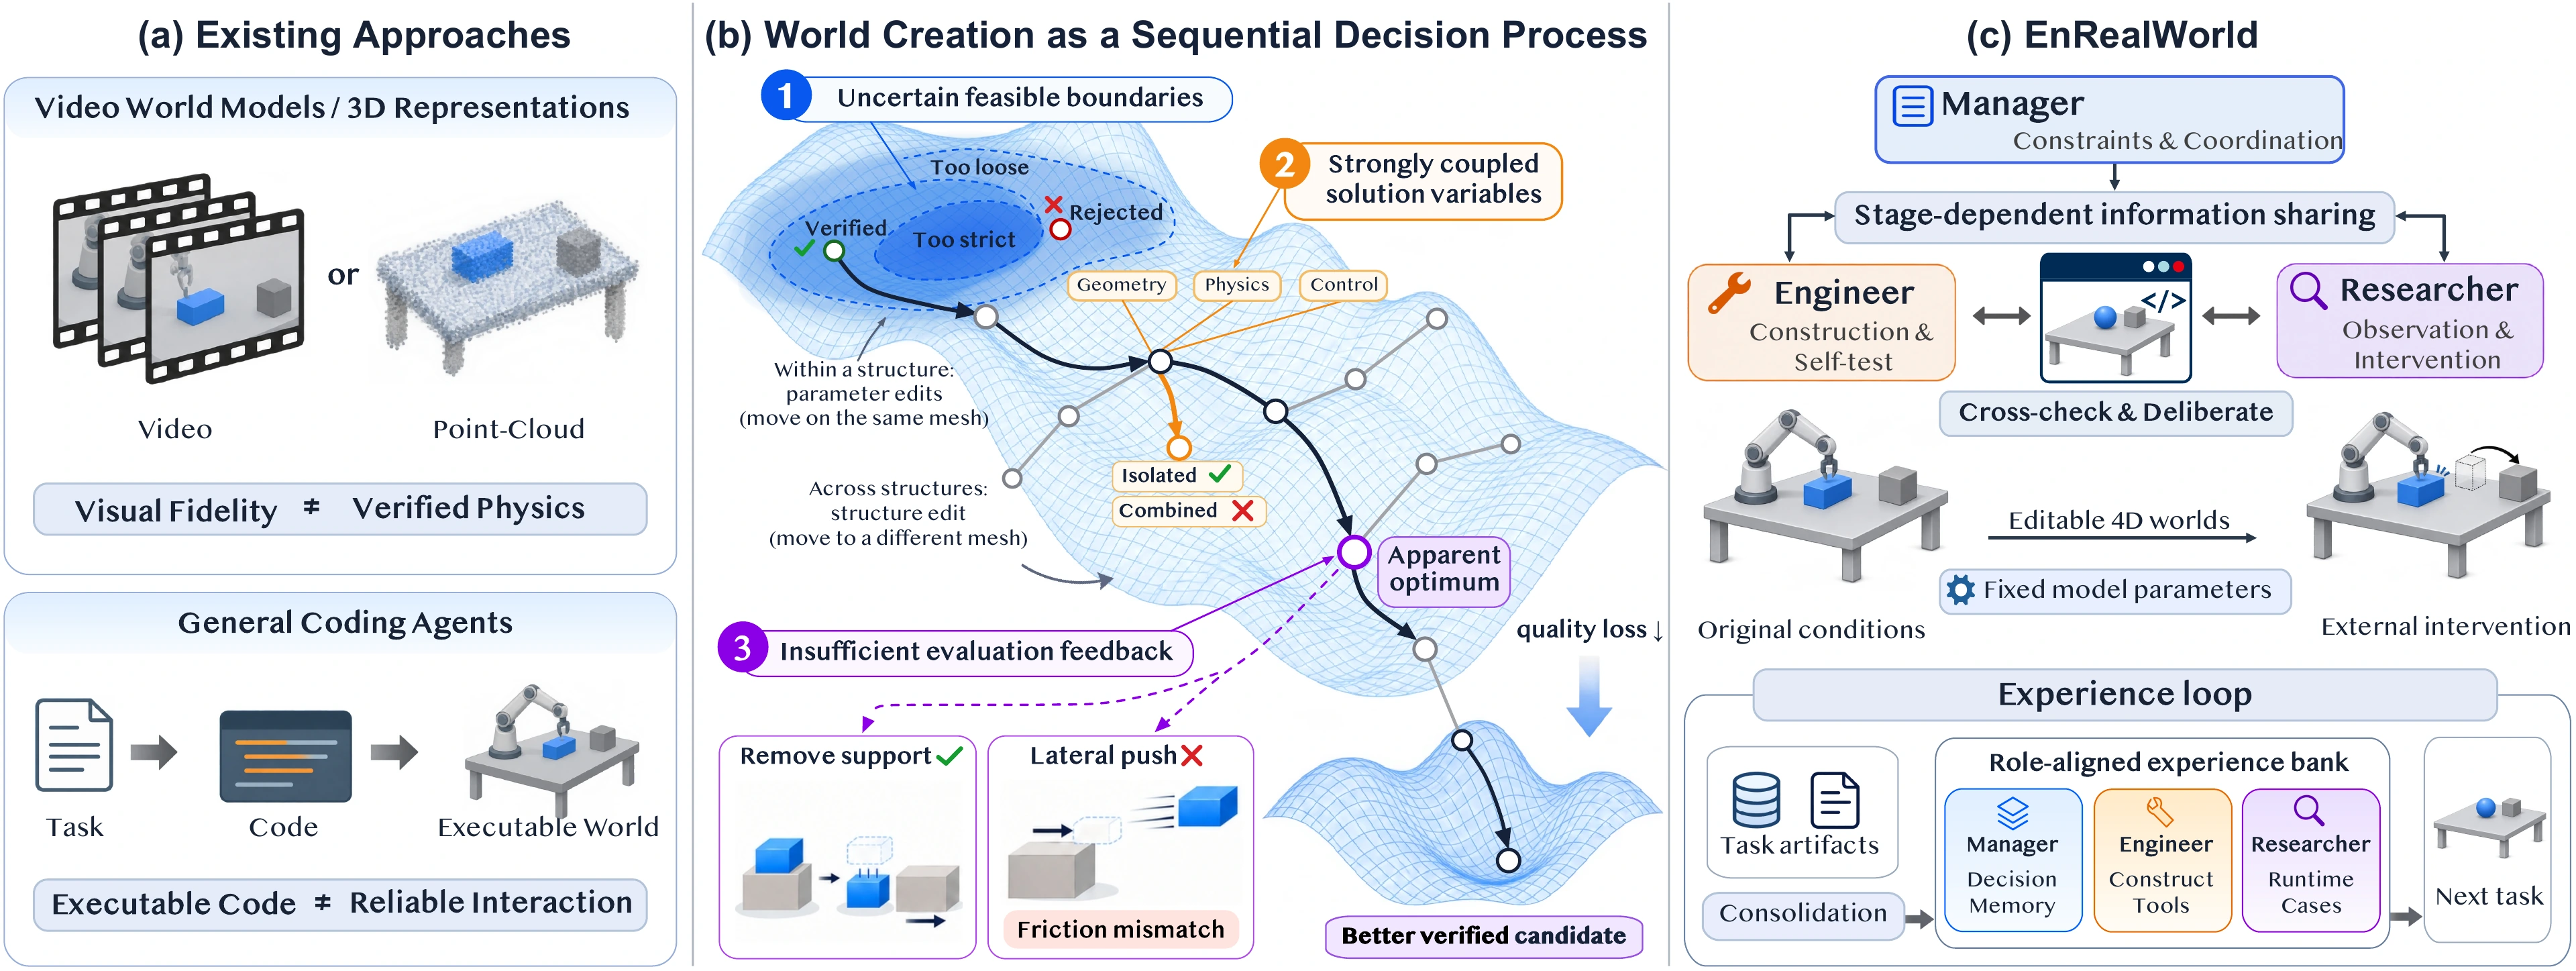 (a) Existing Approaches
Video World Models / 3D Representations
or
Video
Point-Cloud
Visual Fidelity ≠ Verified Physics
General Coding Agents
Task
Code
Executable World
Executable Code ≠ Reliable Interaction
(b) World Creation as a Sequential Decision Process
1
Uncertain feasible boundaries
Too loose
Verified
Too strict
Rejected
2
Strongly coupled
solution variables
Geometry
Physics
Control
Within a structure:
parameter edits
(move on the same mesh)
Isolated
Combined
Across structures:
structure edit
(move to a different mesh)
Apparent
optimum
3
Insufficient evaluation feedback
quality loss ↓
Remove support
Lateral push
Friction mismatch
Better verified candidate
(c) EnRealWorld
Manager
Constraints & Coordination
Stage-dependent information sharing
Engineer
Construction &
Self-test
</>
Researcher
Observation &
Intervention
Cross-check & Deliberate
Editable 4D worlds
Fixed model parameters
Original conditions
External intervention
Experience loop
Task artifacts
Consolidation
Role-aligned experience bank
Manager
Decision
Memory
Engineer
Construct
Tools
Researcher
Runtime
Cases
Next task